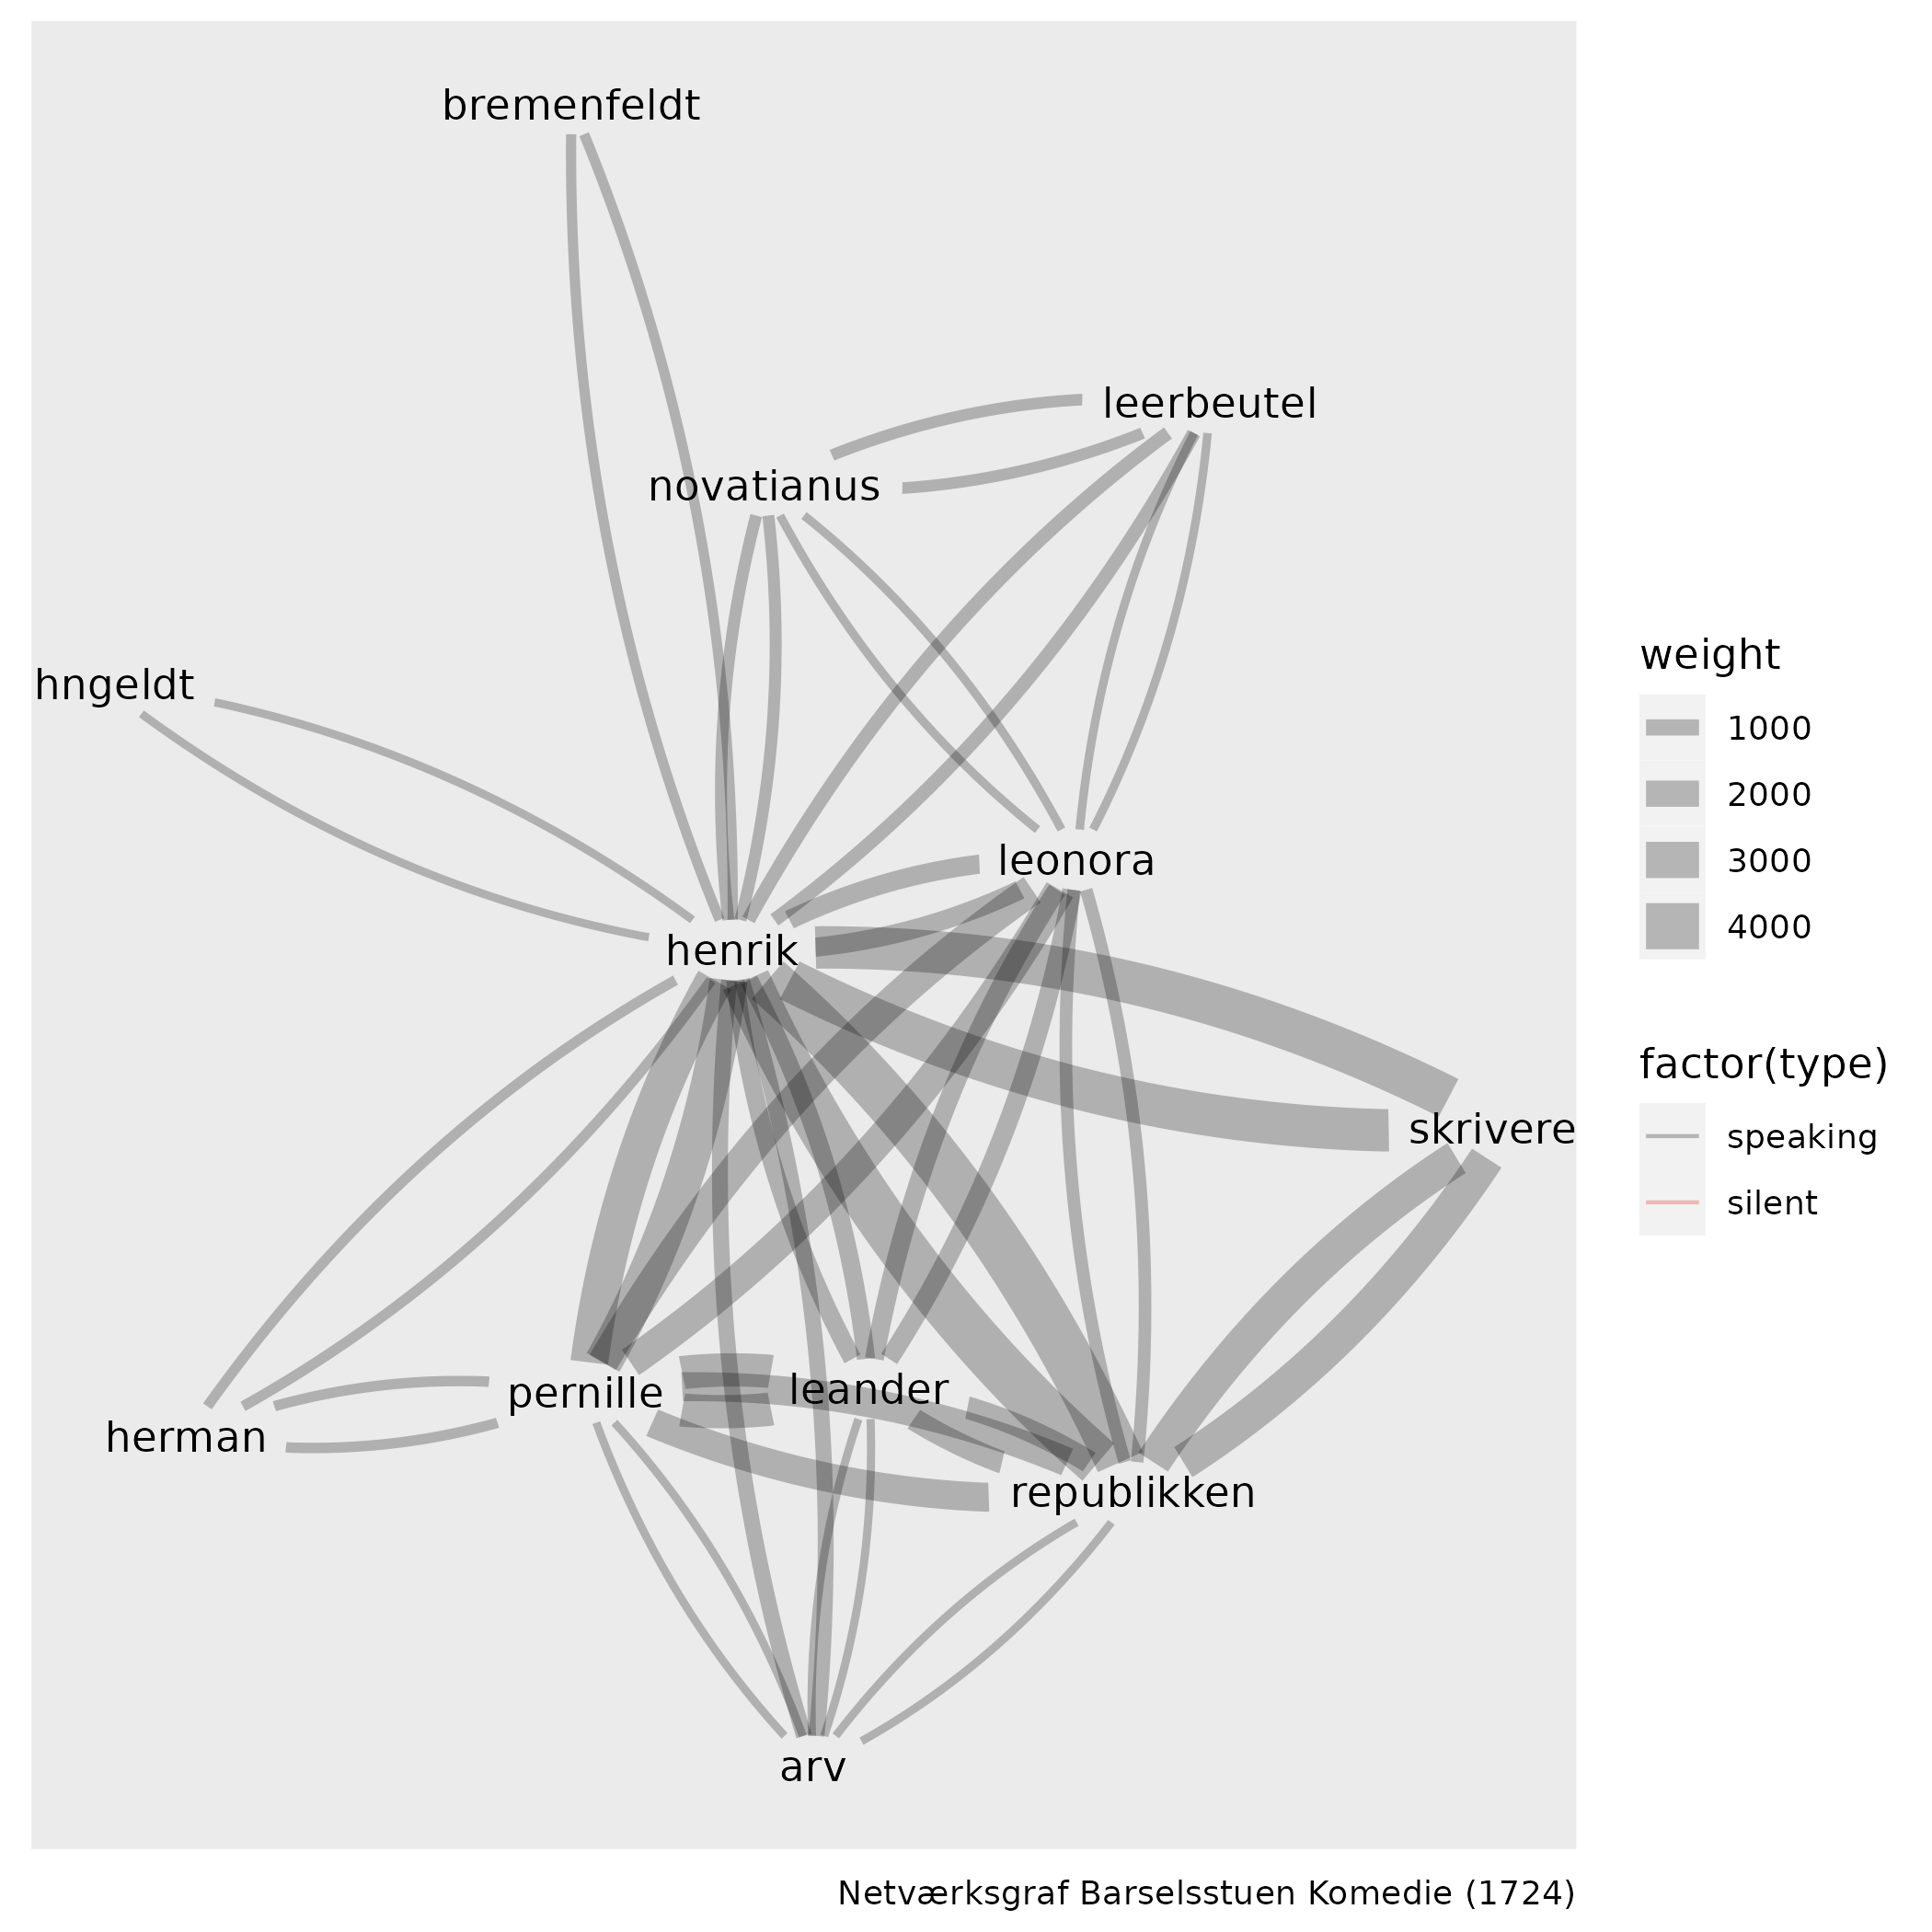 bremenfeldt
leerbeutel
novatianus
hngeldt
leonora
henrik
skrivere
pernille
leander
herman
republikken
arv
weight
1000
2000
3000
4000
factor(type)
speaking
silent
Netværksgraf Barselsstuen Komedie (1724)